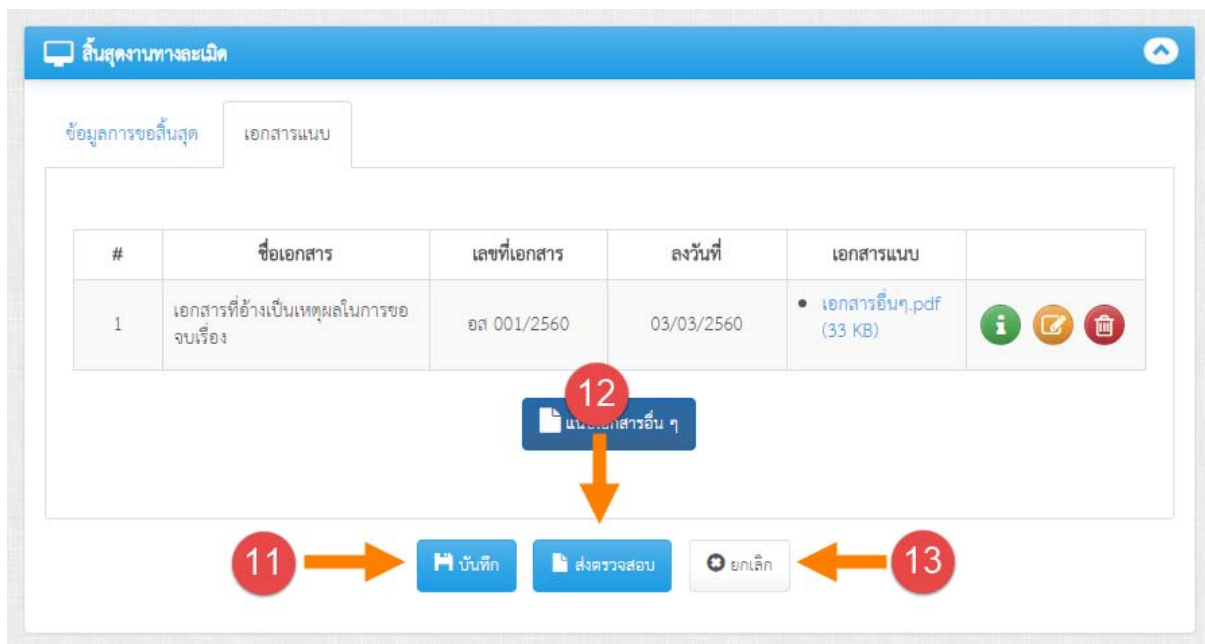 สิ้นสุดงานทางละเมิด
ข้อมูลการขอสิ้นสุด เอกสารแนบ
# ชื่อเอกสาร เลขที่เอกสาร ลงวันที่ เอกสารแนบ
1 เอกสารที่อ้างเป็นเหตุผลในการขอ อส 001/2560 03/03/2560 เอกสารอื่นๆ.pdf
จบเรื่อง (33 KB)
12
อื่น ๆ
11 บันทึก ส่งตรวจสอบ ยกเลิก 13